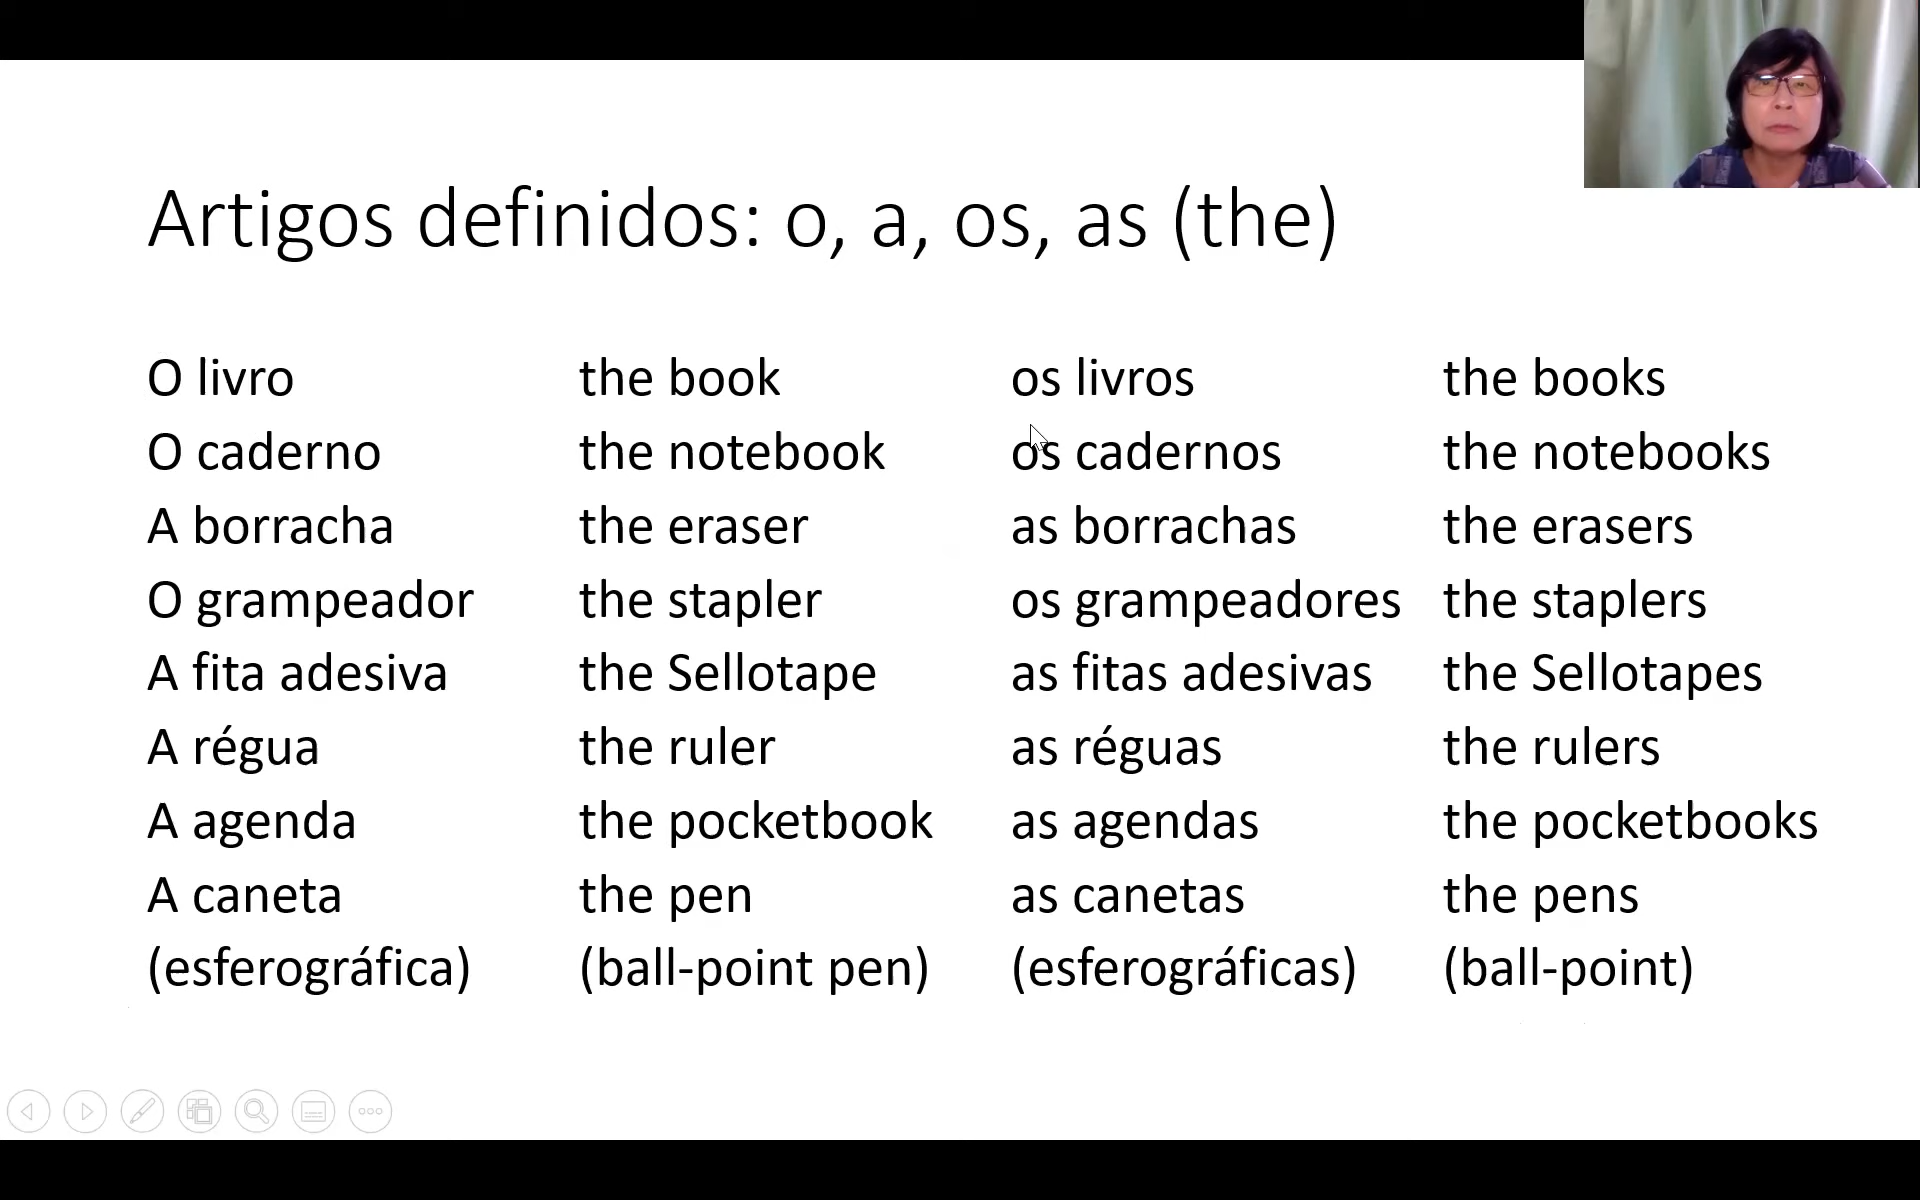 Artigos definidos: o, a, os, as (the)
O livro the book os livros the books
O caderno the notebook os cadernos the notebooks
A borracha the eraser as borrachas the erasers
O grampeador the stapler os grampeadores the staplers
A fita adesiva the Sellotape as fitas adesivas the Sellotapes
A régua the ruler as réguas the rulers
A agenda the pocketbook as agendas the pocketbooks
A caneta the pen as canetas the pens
(esferográfica) (ball-point pen) (esferográficas) (ball-point)